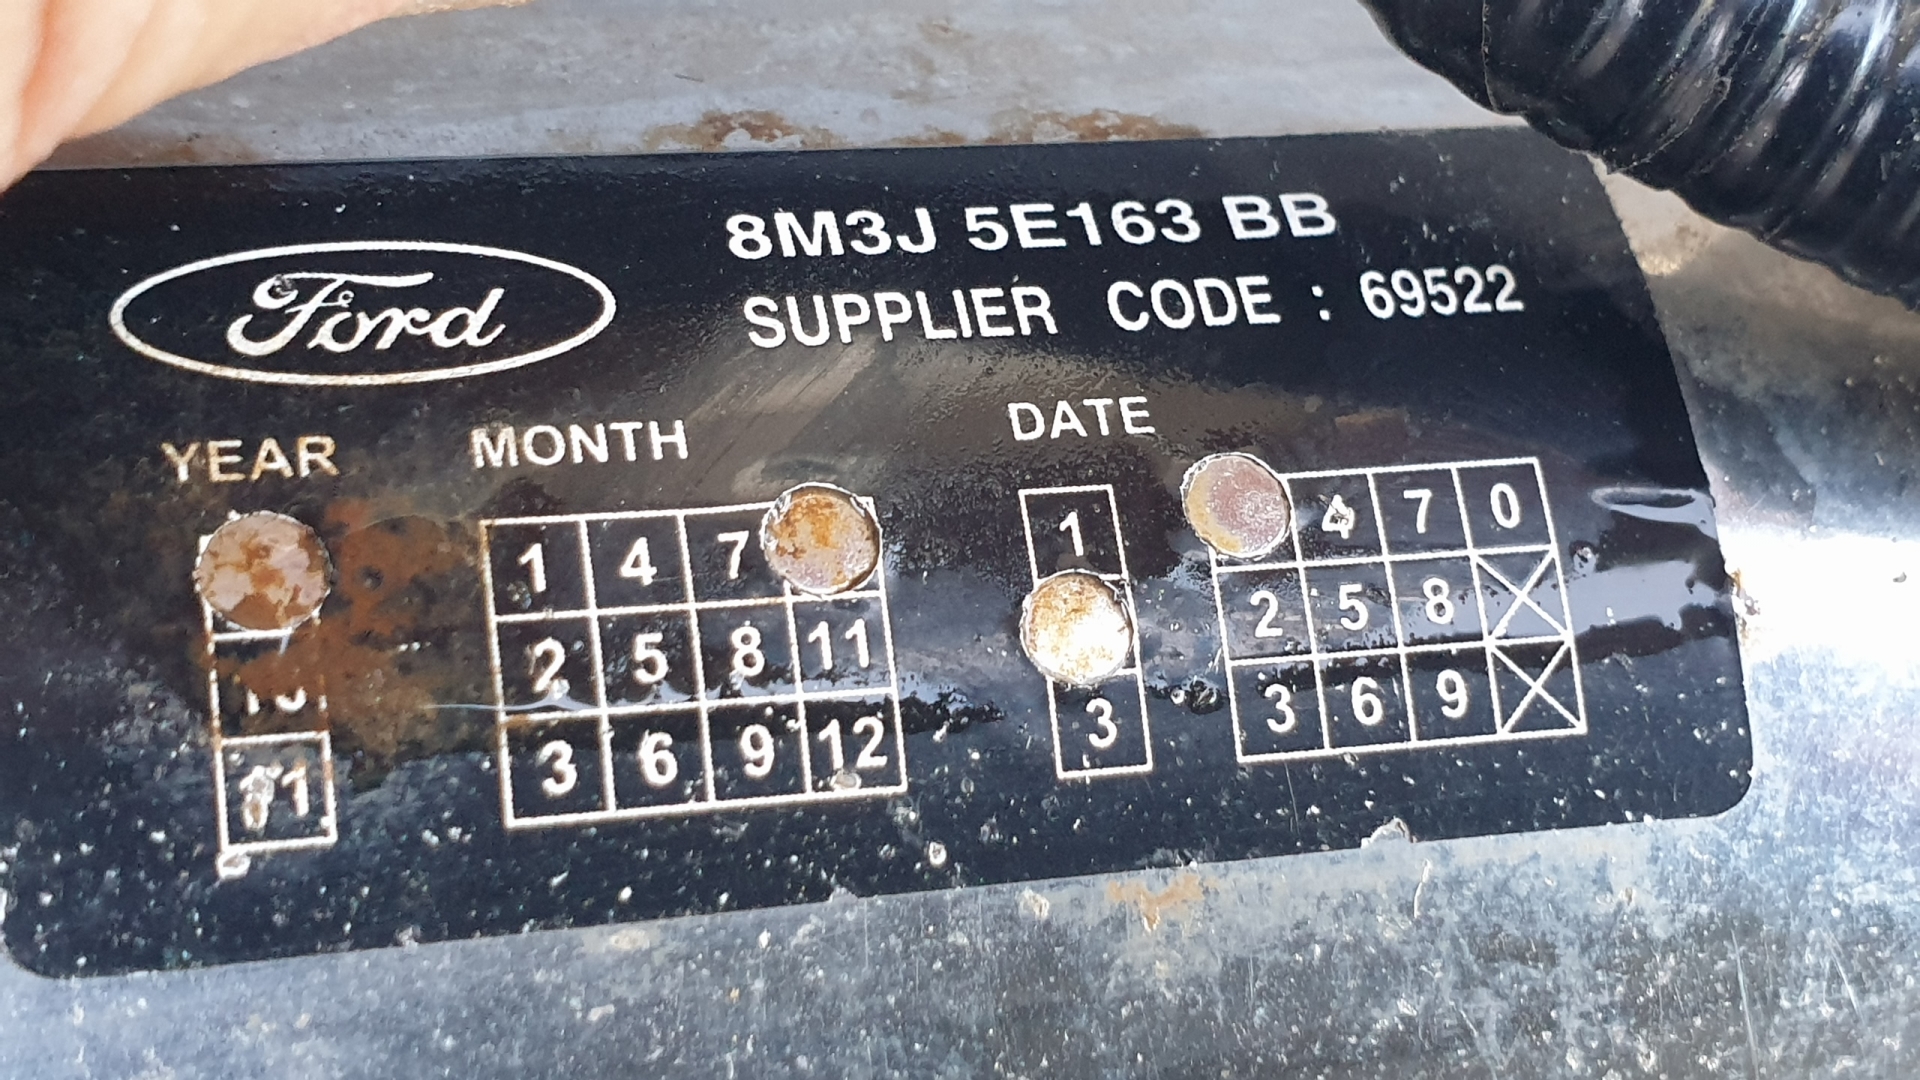 Ford
8M3J 5E163 BB
SUPPLIER CODE : 69522
YEAR MONTH DATE
1 4 7 1 4 7 0
2 5 8 11 2 5 8
11 3 6 9 12 3 3 6 9